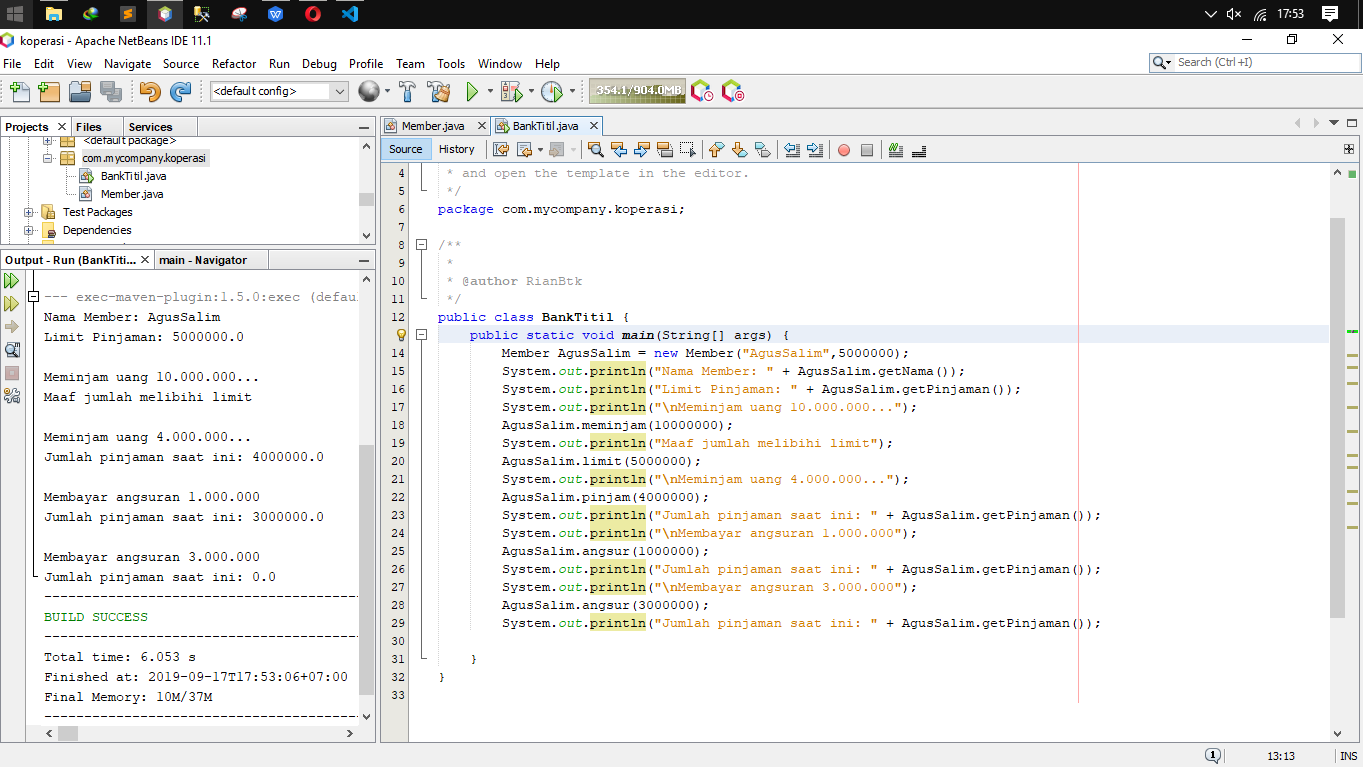 17:53
koperasi - Apache NetBeans IDE 11.1
File Edit View Navigate Source Refactor Run Debug Profile Team Tools Window Help
Search (Ctrl+I)
<default config>
354.1/904.0MB
Projects Files Services
<default package>
com.mycompany.koperasi
BankTitil.java
Member.java
Test Packages
Dependencies
Output - Run (BankTiti... main - Navigator
--- exec-maven-plugin:1.5.0:exec (defau
Nama Member: AgusSalim
Limit Pinjaman: 5000000.0
Meminjam uang 10.000.000...
Maaf jumlah melibihi limit
Meminjam uang 4.000.000...
Jumlah pinjaman saat ini: 4000000.0
Membayar angsuran 1.000.000
Jumlah pinjaman saat ini: 3000000.0
Membayar angsuran 3.000.000
Jumlah pinjaman saat ini: 0.0
------------------------------------------------
BUILD SUCCESS
------------------------------------------------
Total time: 6.053 s
Finished at: 2019-09-17T17:53:06+07:00
Final Memory: 10M/37M
------------------------------------------------
Member.java BankTitil.java
Source History
4 * and open the template in the editor.
5 */
6 package com.mycompany.koperasi;
7
8 /**
9 *
10 * @author RianBtk
11 */
12 public class BankTitil {
public static void main(String[] args) {
14 Member AgusSalim = new Member("AgusSalim",5000000);
15 System.out.println("Nama Member: " + AgusSalim.getNama());
16 System.out.println("Limit Pinjaman: " + AgusSalim.getPinjaman());
17 System.out.println("\nMeminjam uang 10.000.000...");
18 AgusSalim.meminjam(10000000);
19 System.out.println("Maaf jumlah melibihi limit");
20 AgusSalim.limit(5000000);
21 System.out.println("\nMeminjam uang 4.000.000...");
22 AgusSalim.pinjam(4000000);
23 System.out.println("Jumlah pinjaman saat ini: " + AgusSalim.getPinjaman());
24 System.out.println("\nMembayar angsuran 1.000.000");
25 AgusSalim.angsur(1000000);
26 System.out.println("Jumlah pinjaman saat ini: " + AgusSalim.getPinjaman());
27 System.out.println("\nMembayar angsuran 3.000.000");
28 AgusSalim.angsur(3000000);
29 System.out.println("Jumlah pinjaman saat ini: " + AgusSalim.getPinjaman());
30
31 }
32 }
33
1 13:13 INS